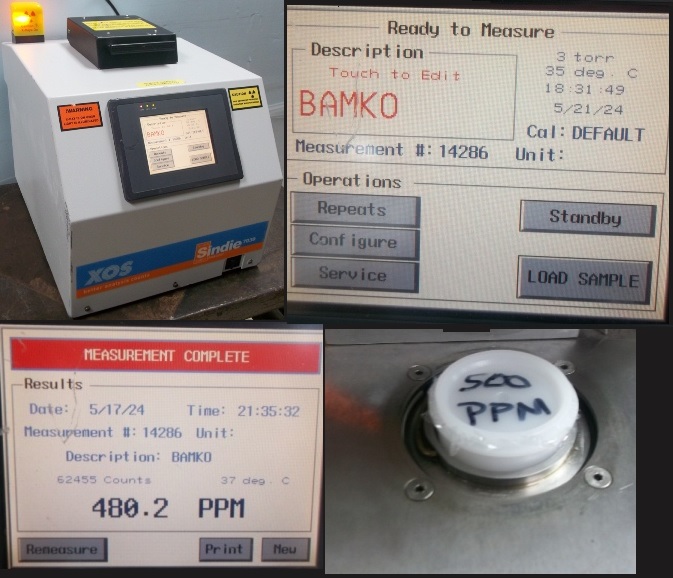 WARNING
XOS
Sindie
Ready to Measure
Description
Touch to Edit
BAMKO
3 torr
35 deg. C
18:31:49
5/21/24
Cal: DEFAULT
Measurement #: 14286 Unit:
Operations
Repeats
Configure
Service
Standby
LOAD SAMPLE
MEASUREMENT COMPLETE
Results
Date: 5/17/24 Time: 21:35:32
Measurement #: 14286 Unit:
Description: BAMKO
62455 Counts 37 deg. C
480.2 PPM
Remeasure
Print
New
500
PPM